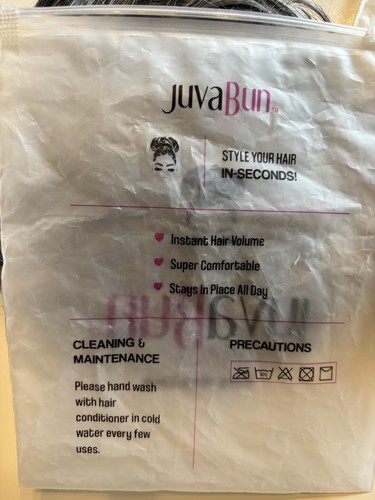 JuvaBun
STYLE YOUR HAIR
IN-SECONDS!
Instant Hair Volume
Super Comfortable
Stays In Place All Day
JuvaBun
CLEANING &
MAINTENANCE
Please hand wash
with hair
conditioner in cold
water every few
uses.
PRECAUTIONS